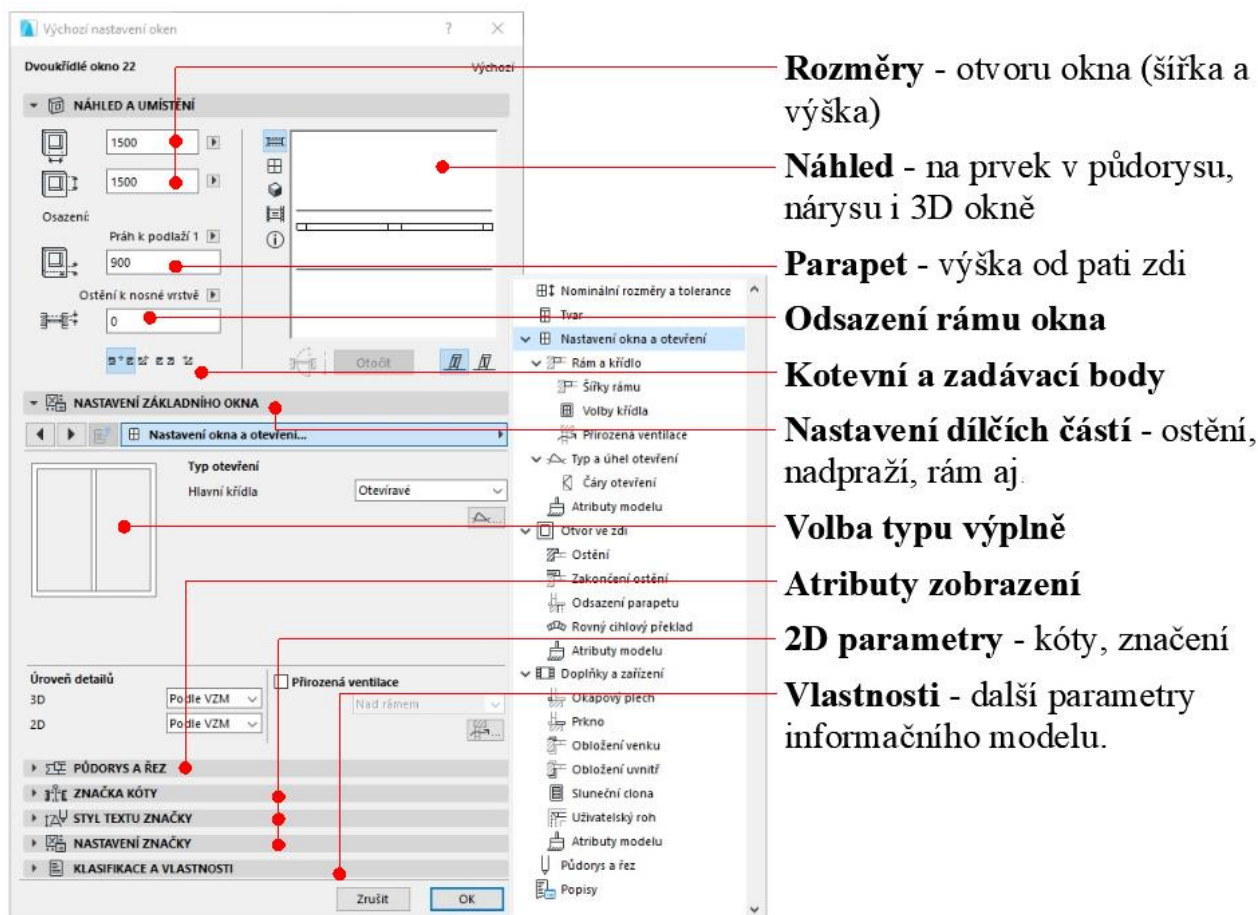 Výchozí nastavení oken
?
Dvoukřídlé okno 22
Výchozí
NÁHLED A UMÍSTĚNÍ
1500
1500
Osazení:
Práh k podlaží 1
900
Ostění k nosné vrstvě
0
Otočit
NASTAVENÍ ZÁKLADNÍHO OKNA
Nastavení okna a otevření...
Typ otevření
Hlavní křídla
Otevíravé
Úroveň detailů
3D
Podle VZM
2D
Podle VZM
Přirozená ventilace
Nad rámem
PŮDORYS A ŘEZ
ZNAČKA KÓTY
STYL TEXTU ZNAČKY
NASTAVENÍ ZNAČKY
KLASIFIKACE A VLASTNOSTI
Zrušit
OK
Nominální rozměry a tolerance
Tvar
Nastavení okna a otevření
Rám a křídlo
Šířky rámu
Volby křídla
Přirozená ventilace
Typ a úhel otevření
Čáry otevření
Atributy modelu
Otvor ve zdi
Ostění
Zakončení ostění
Odsazení parapetu
Rovný cihlový překlad
Atributy modelu
Doplňky a zařízení
Okapový plech
Prkno
Obložení venku
Obložení uvnitř
Sluneční clona
Uživatelský roh
Atributy modelu
Půdorys a řez
Popisy
Rozměry - otvoru okna (šířka a
výška)
Náhled - na prvek v půdorysu,
nárysu i 3D okně
Parapet - výška od pati zdi
Odsazení rámu okna
Kotevní a zadávací body
Nastavení dílčích částí - ostění,
nadpraží, rám aj.
Volba typu výplně
Atributy zobrazení
2D parametry - kóty, značení
Vlastnosti - další parametry
informačního modelu.